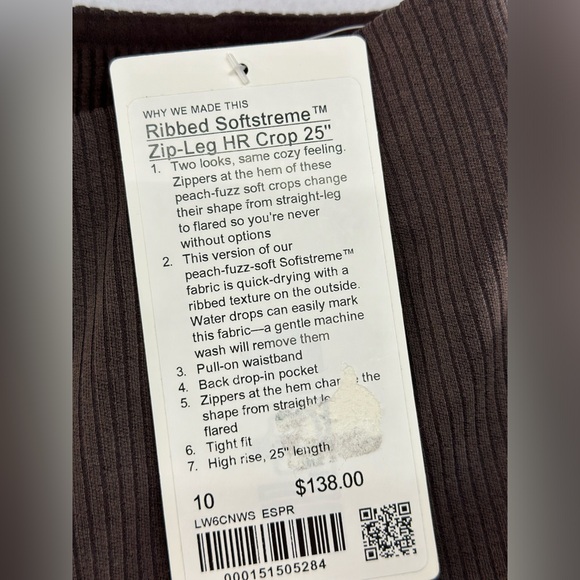 WHY WE MADE THIS
Ribbed Softstreme™
Zip-Leg HR Crop 25"
1. Two looks, same cozy feeling.
Zippers at the hem of these
peach-fuzz soft crops change
their shape from straight-leg
to flared so you're never
without options
2. This version of our
peach-fuzz-soft Softstreme™
fabric is quick-drying with a
ribbed texture on the outside.
Water drops can easily mark
this fabric—a gentle machine
wash will remove them
3. Pull-on waistband
4. Back drop-in pocket
5. Zippers at the hem the
shape from straight
flared
6. Tight fit
7. High rise, 25" length
10 $138.00
LW6CNWS ESPR
000151505284